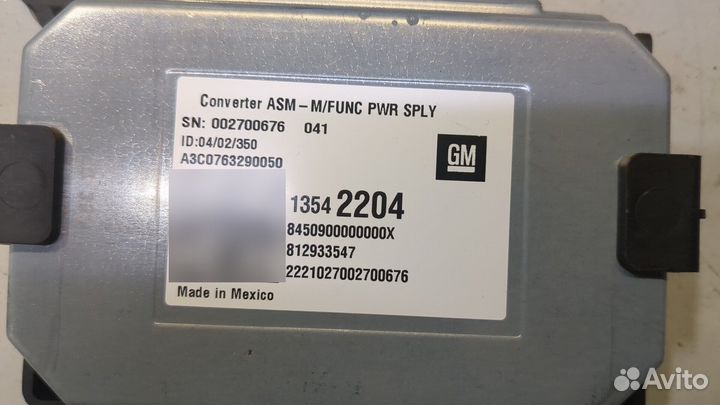 Converter ASM – M/FUNC PWR SPLY
SN: 002700676 041
ID:04/02/350
A3C0763290050
GM
1354 2204
8450900000000X
812933547
2221027002700676
Made in Mexico
Avito